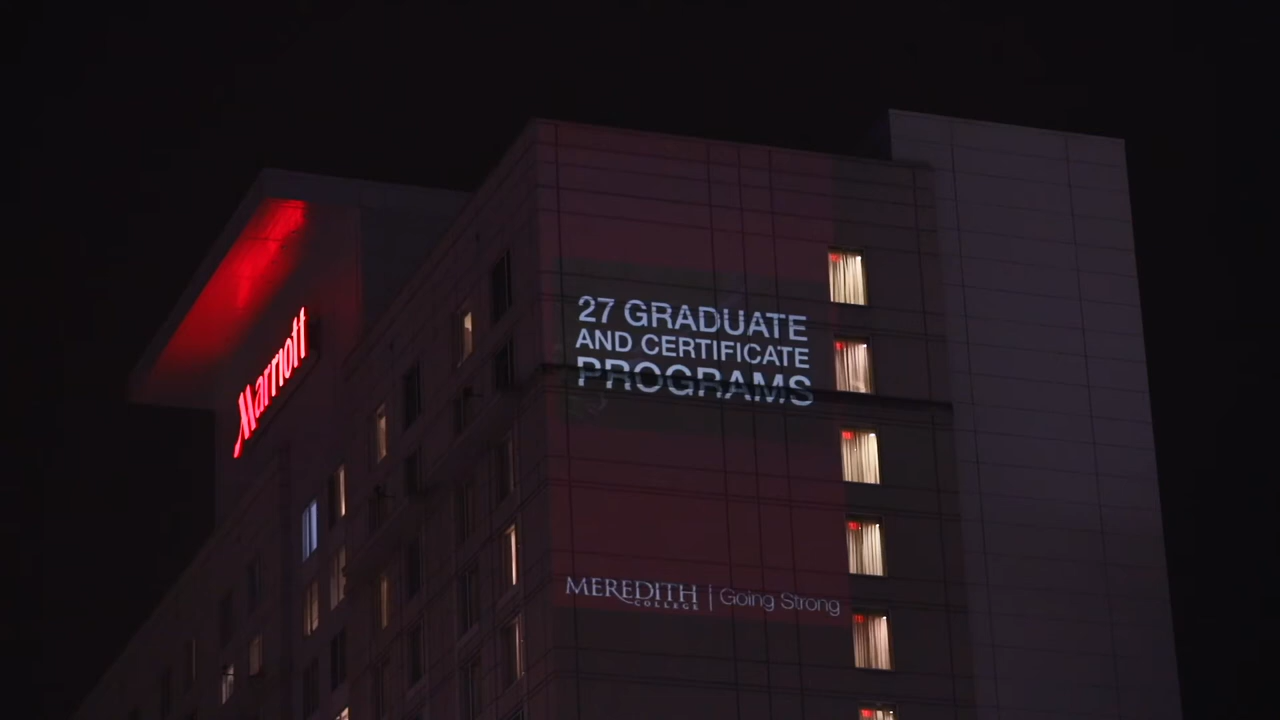 Marriott
27 GRADUATE
AND CERTIFICATE
PROGRAMS
MEREDITH COLLEGE | Going Strong